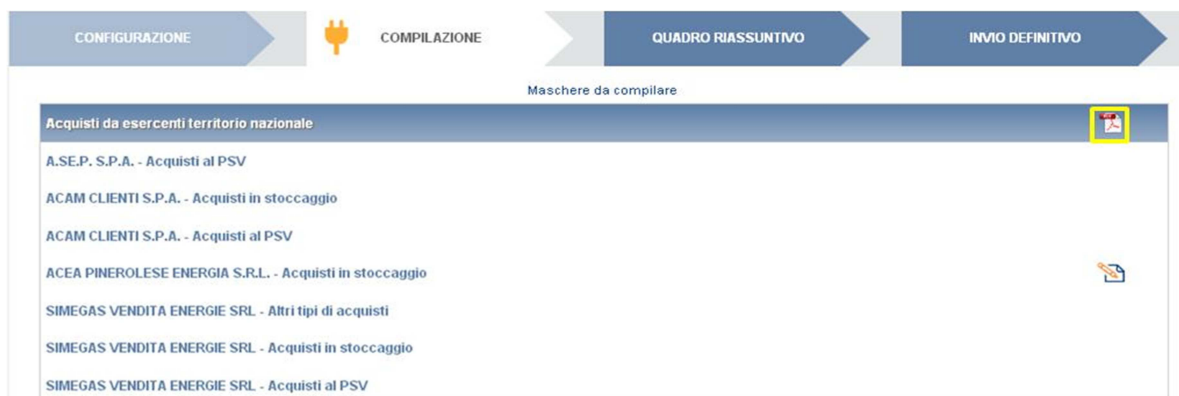 CONFIGURAZIONE
COMPILAZIONE
QUADRO RIASSUNTIVO
INVIO DEFINITIVO
Maschere da compilare
Acquisti da esercenti territorio nazionale
A.SE.P. S.P.A. - Acquisti al PSV
ACAM CLIENTI S.P.A. - Acquisti in stoccaggio
ACAM CLIENTI S.P.A. - Acquisti al PSV
ACEA PINEROLESE ENERGIA S.R.L. - Acquisti in stoccaggio
SIMEGAS VENDITA ENERGIE SRL - Altri tipi di acquisti
SIMEGAS VENDITA ENERGIE SRL - Acquisti in stoccaggio
SIMEGAS VENDITA ENERGIE SRL - Acquisti al PSV